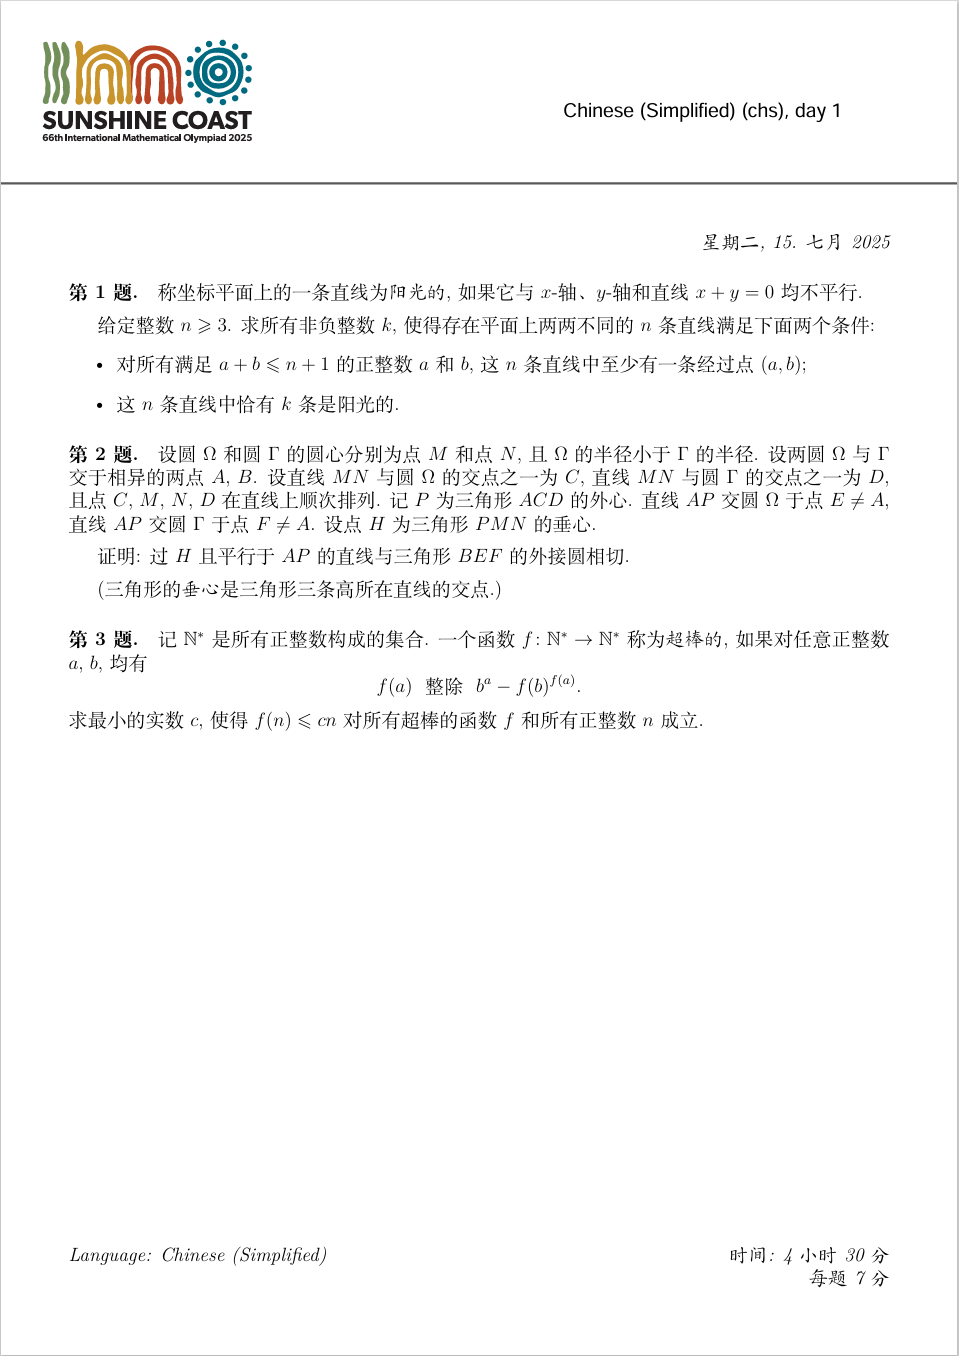 SUNSHINE COAST
66th International Mathematical Olympiad 2025
Chinese (Simplified) (chs), day 1
星期二, 15. 七月 2025
第 1 题. 称坐标平面上的一条直线为阳光的, 如果它与 x-轴、y-轴和直线 x + y = 0 均不平行.
给定整数 n ⩾ 3. 求所有非负整数 k, 使得存在平面上两两不同的 n 条直线满足下面两个条件:
• 对所有满足 a + b ⩽ n + 1 的正整数 a 和 b, 这 n 条直线中至少有一条经过点 (a, b);
• 这 n 条直线中恰有 k 条是阳光的.
第 2 题. 设圆 Ω 和圆 Γ 的圆心分别为点 M 和点 N, 且 Ω 的半径小于 Γ 的半径. 设两圆 Ω 与 Γ
交于相异的两点 A, B. 设直线 MN 与圆 Ω 的交点之一为 C, 直线 MN 与圆 Γ 的交点之一为 D,
且点 C, M, N, D 在直线上顺次排列. 记 P 为三角形 ACD 的外心. 直线 AP 交圆 Ω 于点 E ≠ A,
直线 AP 交圆 Γ 于点 F ≠ A. 设点 H 为三角形 PMN 的垂心.
证明: 过 H 且平行于 AP 的直线与三角形 BEF 的外接圆相切.
(三角形的垂心是三角形三条高所在直线的交点.)
第 3 题. 记 ℕ* 是所有正整数构成的集合. 一个函数 f : ℕ* → ℕ* 称为超棒的, 如果对任意正整数
a, b, 均有
f(a) 整除 b^a − f(b)^{f(a)}.
求最小的实数 c, 使得 f(n) ⩽ cn 对所有超棒的函数 f 和所有正整数 n 成立.
Language: Chinese (Simplified)
时间: 4 小时 30 分
每题 7 分